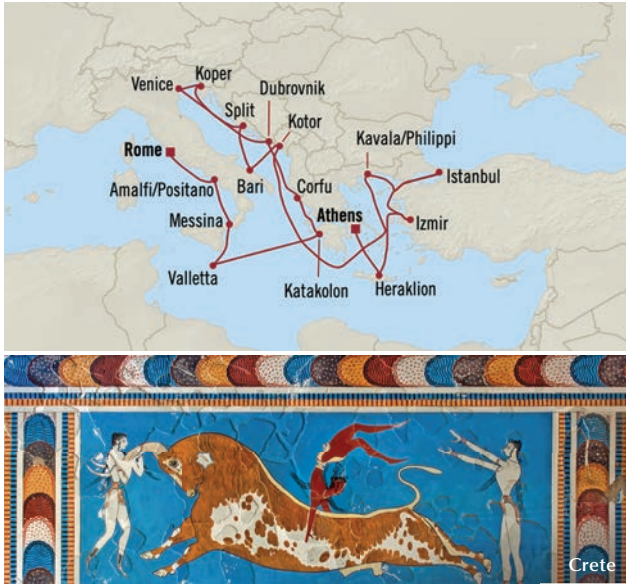 Venice
Koper
Dubrovnik
Split
Kotor
Kavala/Philippi
Rome
Istanbul
Amalfi/Positano
Bari
Corfu
Athens
Messina
Izmir
Valletta
Katakolon
Heraklion
Crete